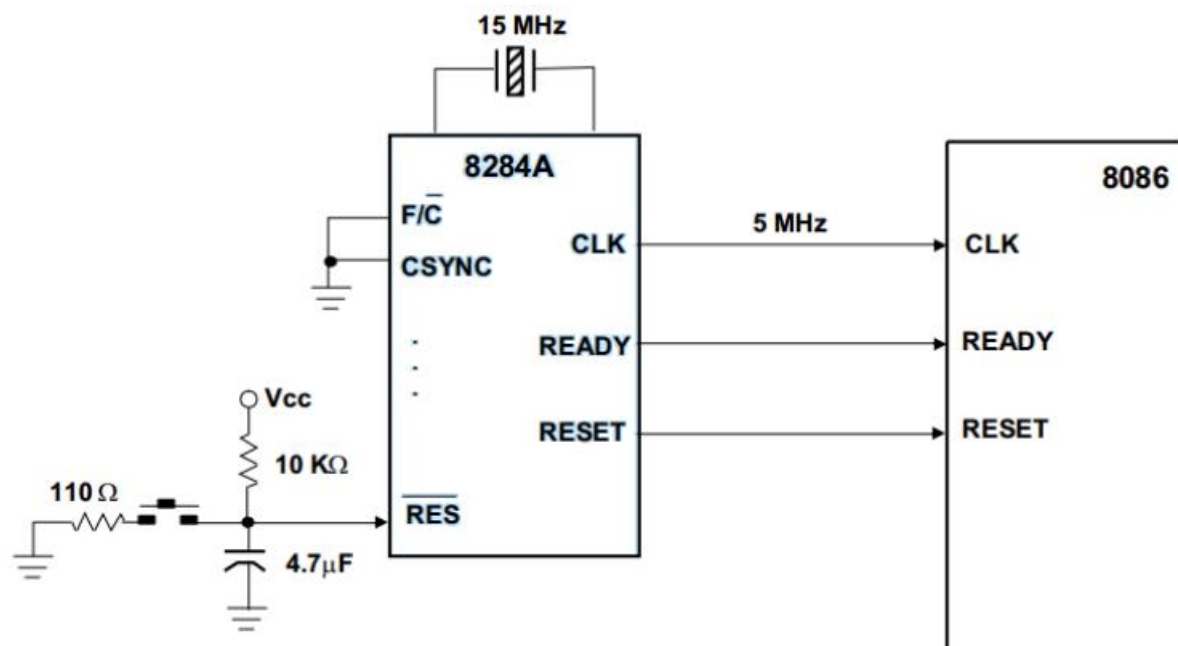 15 MHz
8284A
8086
F/C̅
CLK
5 MHz
CLK
CSYNC
READY
READY
Vcc
RESET
RESET
10 KΩ
110 Ω
R̅E̅S̅
4.7μF